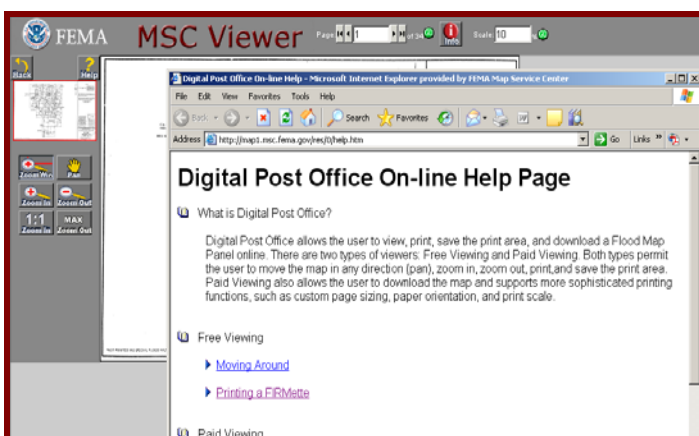 FEMA MSC Viewer Page: 1 of 34 Info Scale: 10 %
Back Help
Zoom Win Pan
Zoom In Zoom Out
1:1 MAX
Zoom In Zoom Out
Digital Post Office On-line Help - Microsoft Internet Explorer provided by FEMA Map Service Center
File Edit View Favorites Tools Help
Back Search Favorites
Address http://map1.msc.fema.gov/res/0/help.htm Go Links »
Digital Post Office On-line Help Page
What is Digital Post Office?
Digital Post Office allows the user to view, print, save the print area, and download a Flood Map
Panel online. There are two types of viewers: Free Viewing and Paid Viewing. Both types permit
the user to move the map in any direction (pan), zoom in, zoom out, print,and save the print area.
Paid Viewing also allows the user to download the map and supports more sophisticated printing
functions, such as custom page sizing, paper orientation, and print scale.
Free Viewing
Moving Around
Printing a FIRMette
Paid Viewing